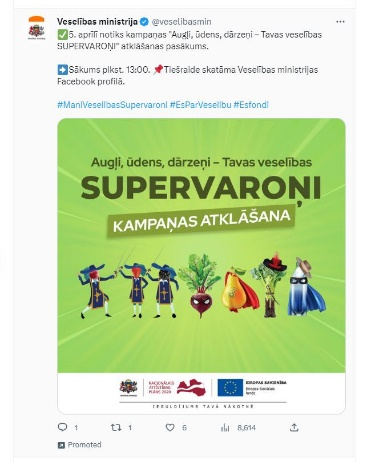 Veselības ministrija @veselibasmin
✅5. aprīlī notiks kampaņas "Augļi, ūdens, dārzeņi – Tavas veselības
SUPERVAROŅI" atklāšanas pasākums.
➡️Sākums plkst. 13:00. 📌Tiešraide skatāma Veselības ministrijas
Facebook profilā.
#ManiVeselibasSupervaroni #EsParVeselību #Esfondi
Augļi, ūdens, dārzeņi – Tavas veselības
SUPERVAROŅI
KAMPAŅAS ATKLĀŠANA
NACIONĀLAIS
ATTĪSTĪBAS
PLĀNS 2020
EIROPAS SAVIENĪBA
Eiropas Sociālais
fonds
IEGULDĪJUMS TAVĀ NĀKOTNĒ
1 1 6 8,614
Promoted